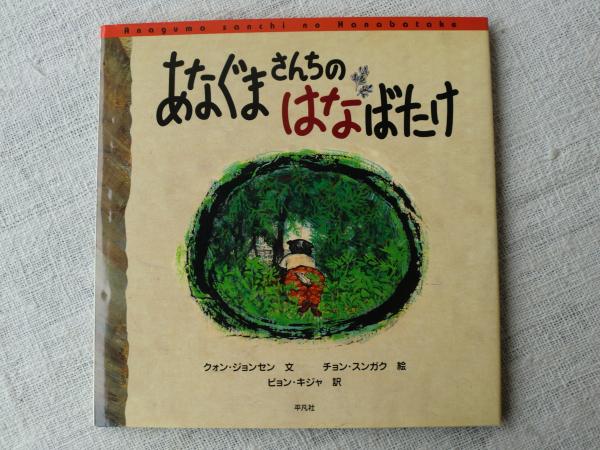 Anaguma sanchi no Hanabatake
あなぐまさんちの
はなばたけ
クォン・ジョンセン 文 チョン・スンガク 絵
ピョン・キジャ 訳
平凡社